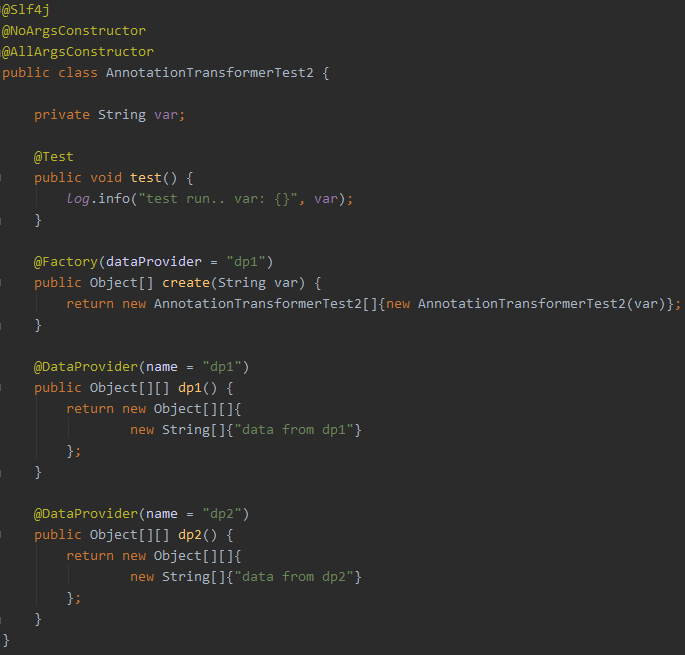 @Slf4j
@NoArgsConstructor
@AllArgsConstructor
public class AnnotationTransformerTest2 {
private String var;
@Test
public void test() {
log.info("test run.. var: {}", var);
}
@Factory(dataProvider = "dp1")
public Object[] create(String var) {
return new AnnotationTransformerTest2[]{new AnnotationTransformerTest2(var)};
}
@DataProvider(name = "dp1")
public Object[][] dp1() {
return new Object[][]{
new String[]{"data from dp1"}
};
}
@DataProvider(name = "dp2")
public Object[][] dp2() {
return new Object[][]{
new String[]{"data from dp2"}
};
}
}